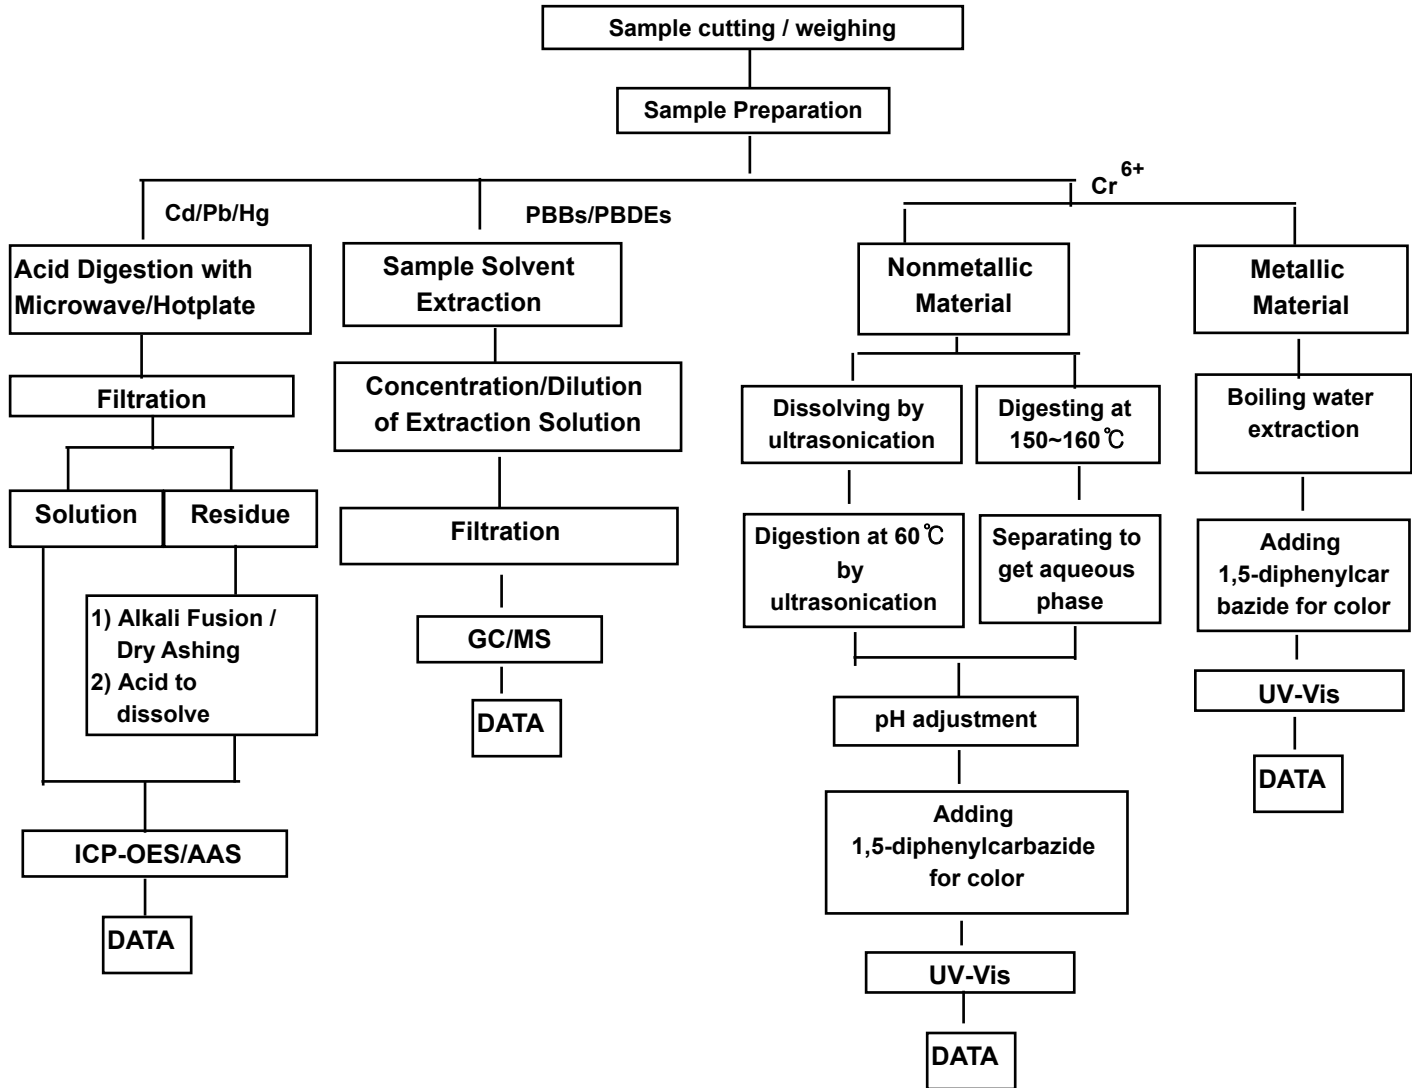 Sample cutting / weighing
Sample Preparation
Cr 6+
Cd/Pb/Hg
PBBs/PBDEs
Acid Digestion with
Microwave/Hotplate
Filtration
Solution
Residue
1) Alkali Fusion /
Dry Ashing
2) Acid to
dissolve
ICP-OES/AAS
DATA
Sample Solvent
Extraction
Concentration/Dilution
of Extraction Solution
Filtration
GC/MS
DATA
Nonmetallic
Material
Dissolving by
ultrasonication
Digestion at 60℃
by
ultrasonication
Digesting at
150~160℃
Separating to
get aqueous
phase
pH adjustment
Adding
1,5-diphenylcarbazide
for color
UV-Vis
DATA
Metallic
Material
Boiling water
extraction
Adding
1,5-diphenylcar
bazide for color
UV-Vis
DATA